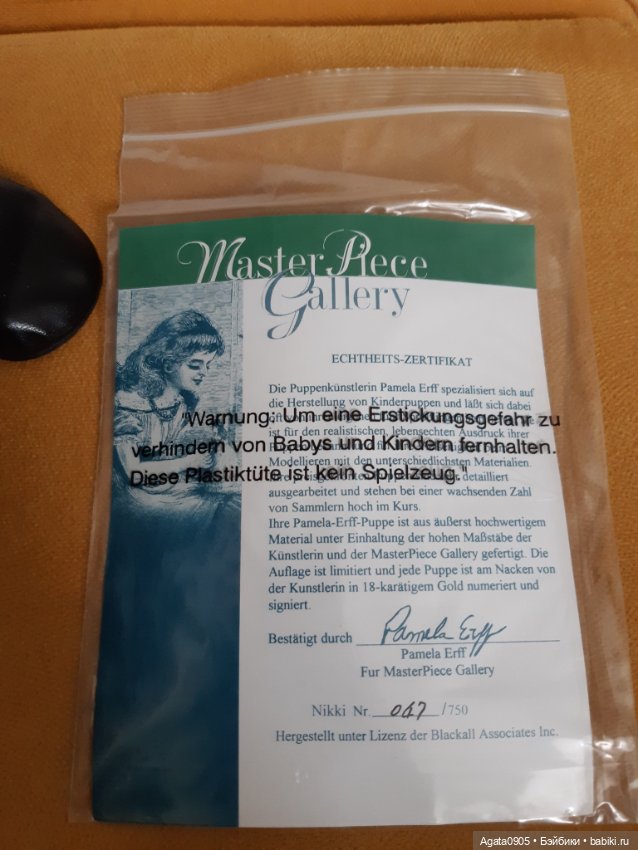 MasterPiece
Gallery
ECHTHEITS-ZERTIFIKAT
Die Puppenkünstlerin Pamela Erff spezialisiert sich auf
die Herstellung von Kinderpuppen und läßt sich dabei
"Warnung: Um eine Erstickungsgefahr zu
ist für den realistischen, lebensechten Ausdruck ihrer
verhindern von Babys und Kindern fernhalten.
Modellieren mit den unterschiedlichsten Materialien.
Diese Plastiktüte ist kein Spielzeug."
detailliert
ausgearbeitet und stehen bei einer wachsenden Zahl
von Sammlern hoch im Kurs.
Ihre Pamela-Erff-Puppe ist aus äußerst hochwertigem
Material unter Einhaltung der hohen Maßstäbe der
Künstlerin und der MasterPiece Gallery gefertigt. Die
Auflage ist limitiert und jede Puppe ist am Nacken von
der Kunstlerin in 18-karätigem Gold numeriert und
signiert.
Bestätigt durch Pamela Erff
Pamela Erff
Fur MasterPiece Gallery
Nikki Nr. 047 /750
Hergestellt unter Lizenz der Blackall Associates Inc.
Agata0905 • Бэйбики • babiki.ru